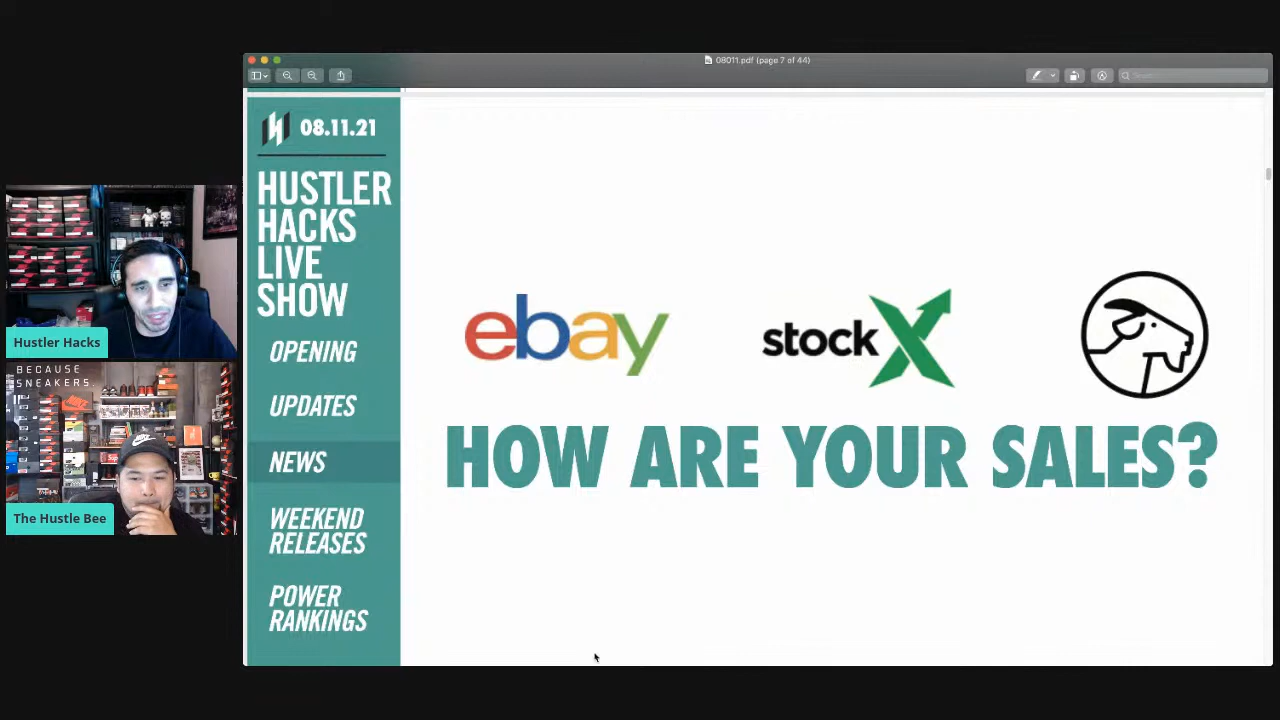 08011.pdf (page 7 of 44)
Search
08.11.21
HUSTLER
HACKS
LIVE
SHOW
OPENING
UPDATES
NEWS
WEEKEND
RELEASES
POWER
RANKINGS
ebay
stockX
HOW ARE YOUR SALES?
Hustler Hacks
BECAUSE
SNEAKERS.
The Hustle Bee